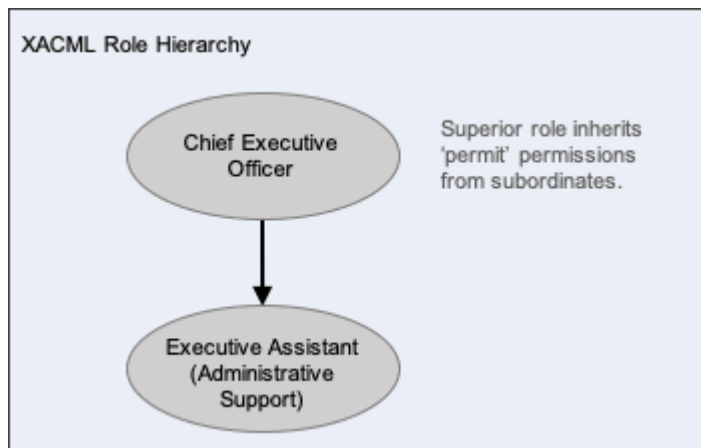 XACML Role Hierarchy
Chief Executive
Officer
Superior role inherits
'permit' permissions
from subordinates.
Executive Assistant
(Administrative
Support)